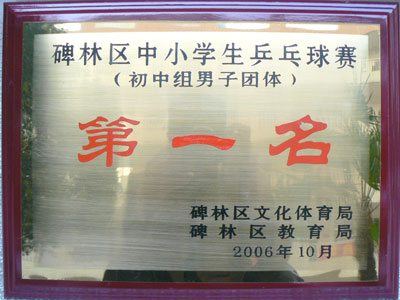 碑林区中小学生乒乓球赛
（初中组男子团体）
第一名
碑林区文化体育局
碑林区教育局
2006年10月